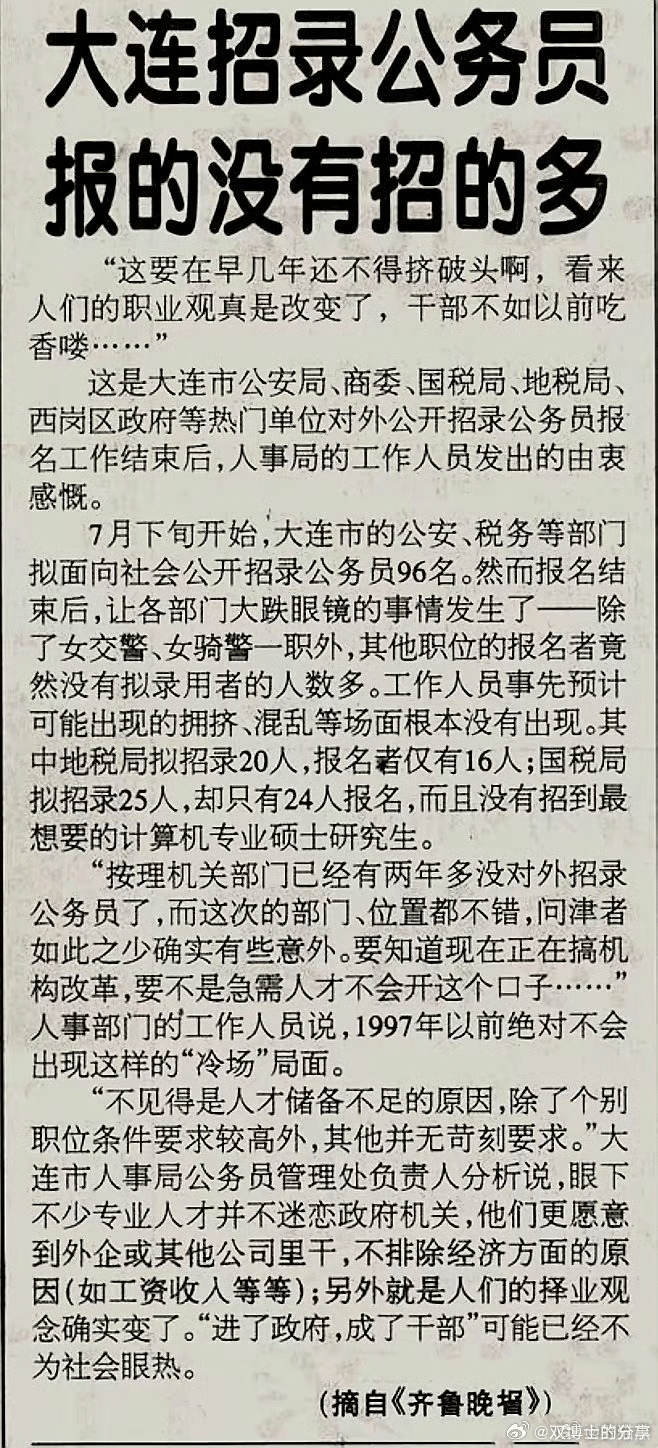 大连招录公务员
报的没有招的多
“这要在早几年还不得挤破头啊，看来
人们的职业观真是改变了，干部不如以前吃
香喽……”
这是大连市公安局、商委、国税局、地税局、
西岗区政府等热门单位对外公开招录公务员报
名工作结束后，人事局的工作人员发出的由衷
感慨。
7月下旬开始，大连市的公安、税务等部门
拟面向社会公开招录公务员96名。然而报名结
束后，让各部门大跌眼镜的事情发生了——除
了女交警、女骑警一职外，其他职位的报名者竟
然没有拟录用者的人数多。工作人员事先预计
可能出现的拥挤、混乱等场面根本没有出现。其
中地税局拟招录20人，报名者仅有16人；国税局
拟招录25人，却只有24人报名，而且没有招到最
想要的计算机专业硕士研究生。
“按理机关部门已经有两年多没对外招录
公务员了，而这次的部门、位置都不错，问津者
如此之少确实有些意外。要知道现在正在搞机
构改革，要不是急需人才不会开这个口子……”
人事部门的工作人员说，1997年以前绝对不会
出现这样的“冷场”局面。
“不见得是人才储备不足的原因，除了个别
职位条件要求较高外，其他并无苛刻要求。”大
连市人事局公务员管理处负责人分析说，眼下
不少专业人才并不迷恋政府机关，他们更愿意
到外企或其他公司里干，不排除经济方面的原
因（如工资收入等等）；另外就是人们的择业观
念确实变了。“进了政府，成了干部”可能已经不
为社会眼热。
（摘自《齐鲁晚报》）
@双博士的分享